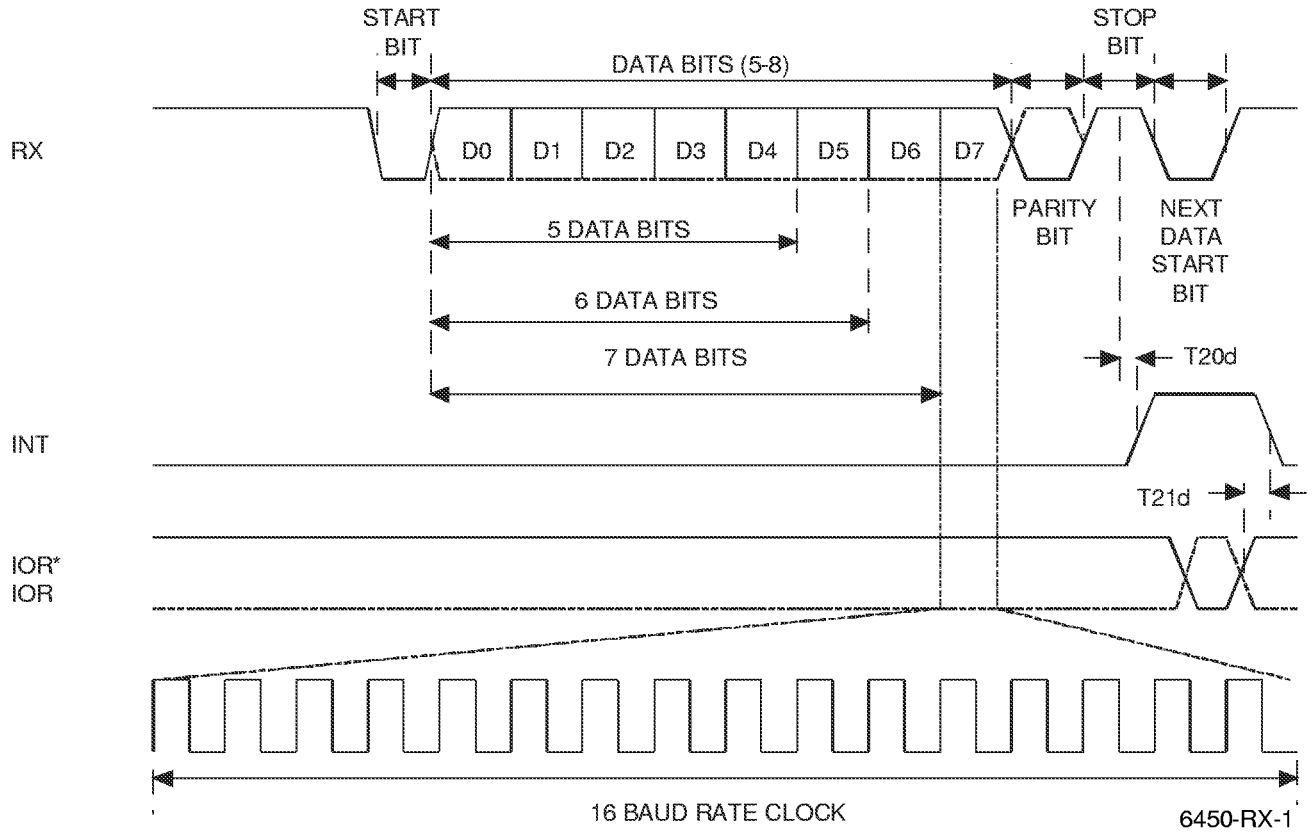 START
BIT
STOP
BIT
DATA BITS (5-8)
RX
D0 D1 D2 D3 D4 D5 D6 D7
PARITY
BIT
NEXT
DATA
START
BIT
5 DATA BITS
6 DATA BITS
7 DATA BITS
T20d
INT
T21d
IOR*
IOR
16 BAUD RATE CLOCK
6450-RX-1